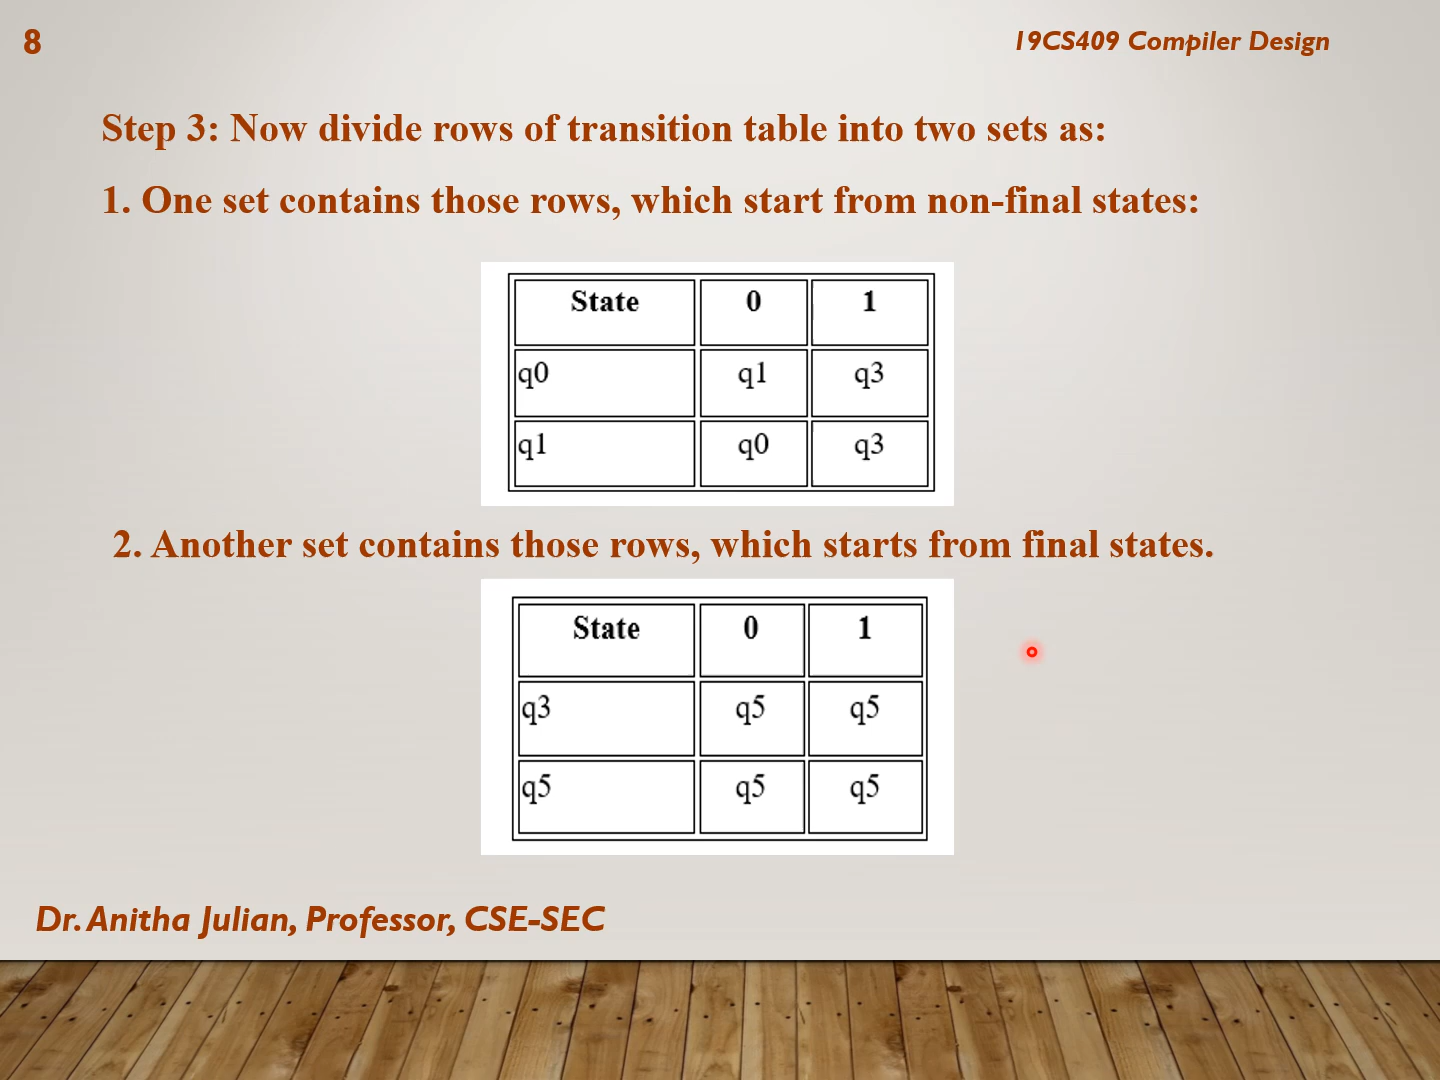 8
19CS409 Compiler Design
Step 3: Now divide rows of transition table into two sets as:
1. One set contains those rows, which start from non-final states:
State 0 1
q0 q1 q3
q1 q0 q3
2. Another set contains those rows, which starts from final states.
State 0 1
q3 q5 q5
q5 q5 q5
Dr. Anitha Julian, Professor, CSE-SEC